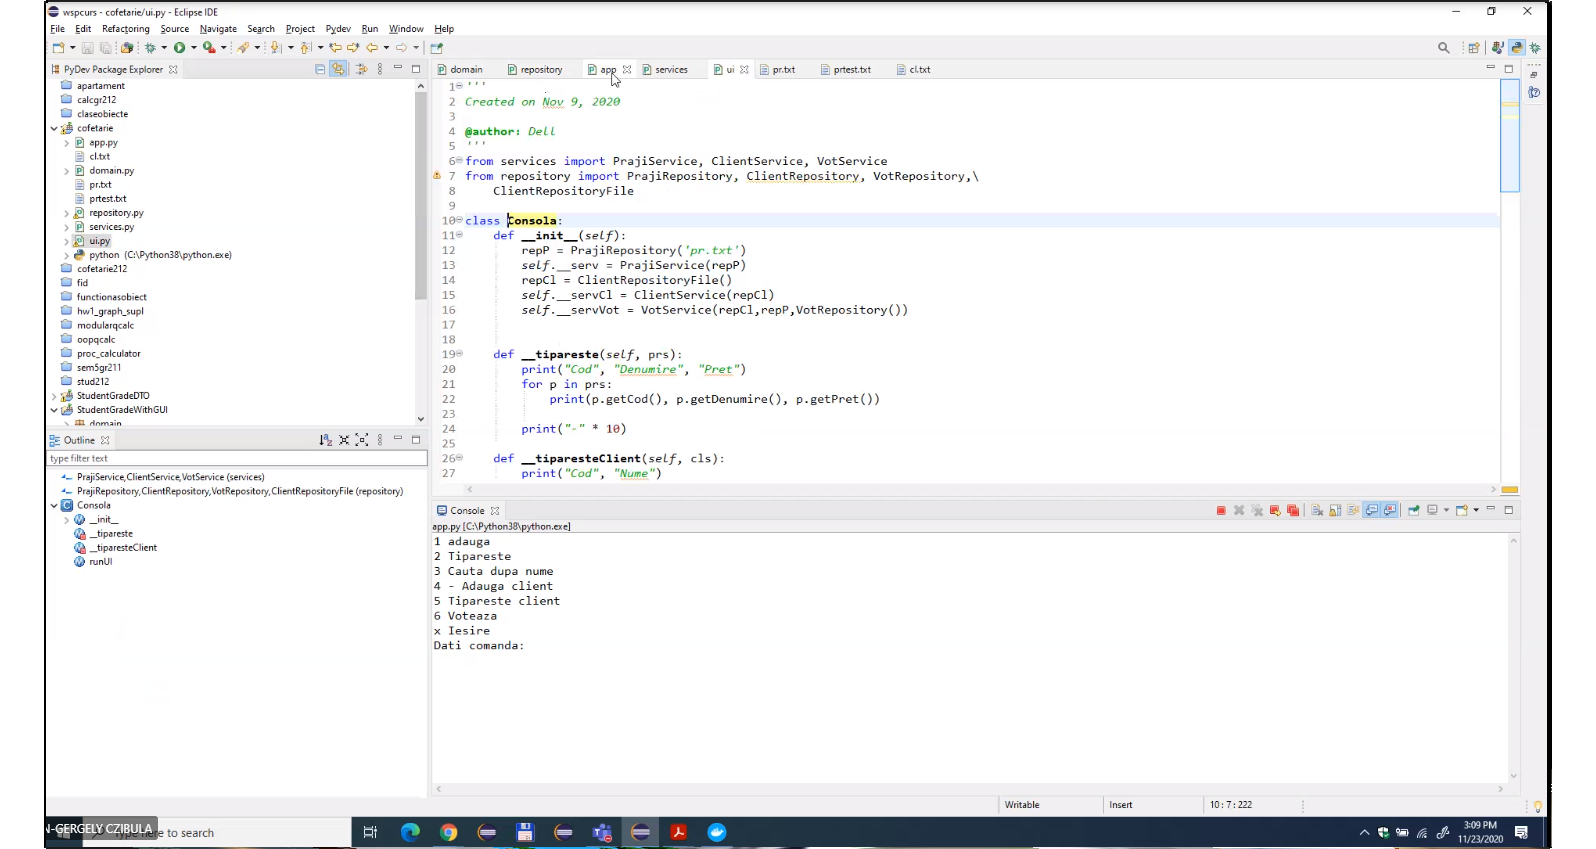 wspcurs - cofetarie/ui.py - Eclipse IDE
File Edit Refactoring Source Navigate Search Project Pydev Run Window Help
PyDev Package Explorer
apartament
calcgr212
claseobiecte
cofetarie
app.py
cl.txt
domain.py
pr.txt
prtest.txt
repository.py
services.py
ui.py
python (C:\Python38\python.exe)
cofetarie212
fid
functionasobiect
hw1_graph_supl
modularqcalc
oopqcalc
proc_calculator
sem5gr211
stud212
StudentGradeDTO
StudentGradeWithGUI
domain
Outline
type filter text
PrajiService,ClientService,VotService (services)
PrajiRepository,ClientRepository,VotRepository,ClientRepositoryFile (repository)
Consola
__init__
__tipareste
__tiparesteClient
runUI
domain repository app services ui pr.txt prtest.txt cl.txt
1 '''
2 Created on Nov 9, 2020
3
4 @author: Dell
5 '''
6 from services import PrajiService, ClientService, VotService
7 from repository import PrajiRepository, ClientRepository, VotRepository,\
8 ClientRepositoryFile
9
10 class Consola:
11 def __init__(self):
12 repP = PrajiRepository('pr.txt')
13 self.__serv = PrajiService(repP)
14 repCl = ClientRepositoryFile()
15 self.__servCl = ClientService(repCl)
16 self.__servVot = VotService(repCl,repP,VotRepository())
17
18
19 def __tipareste(self, prs):
20 print("Cod", "Denumire", "Pret")
21 for p in prs:
22 print(p.getCod(), p.getDenumire(), p.getPret())
23
24 print("-" * 10)
25
26 def __tiparesteClient(self, cls):
27 print("Cod", "Nume")
Console
app.py [C:\Python38\python.exe]
1 adauga
2 Tipareste
3 Cauta dupa nume
4 - Adauga client
5 Tipareste client
6 Voteaza
x Iesire
Dati comanda:
Writable Insert 10 : 7 : 222
N-GERGELY CZIBULA
Type here to search
3:09 PM
11/23/2020